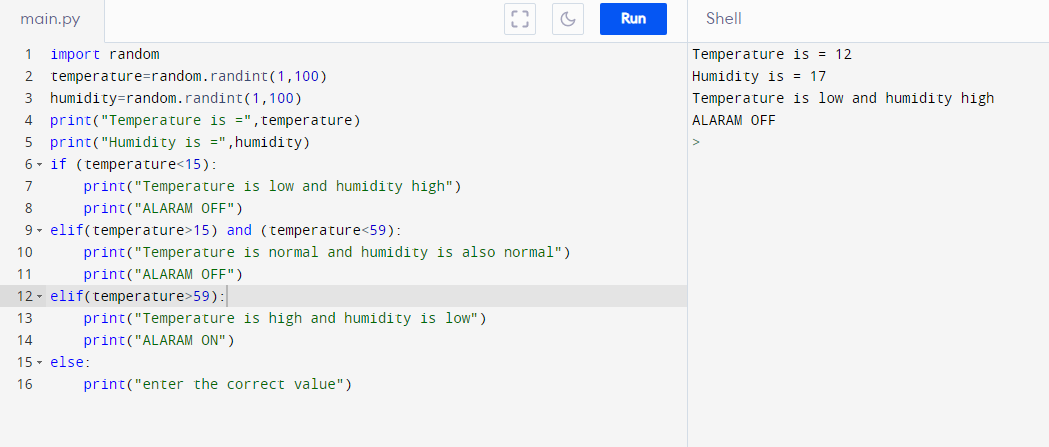 main.py
Run
Shell
1 import random
2 temperature=random.randint(1,100)
3 humidity=random.randint(1,100)
4 print("Temperature is =",temperature)
5 print("Humidity is =",humidity)
6 if (temperature<15):
7     print("Temperature is low and humidity high")
8     print("ALARAM OFF")
9 elif(temperature>15) and (temperature<59):
10     print("Temperature is normal and humidity is also normal")
11     print("ALARAM OFF")
12 elif(temperature>59):
13     print("Temperature is high and humidity is low")
14     print("ALARAM ON")
15 else:
16     print("enter the correct value")
Temperature is = 12
Humidity is = 17
Temperature is low and humidity high
ALARAM OFF
>